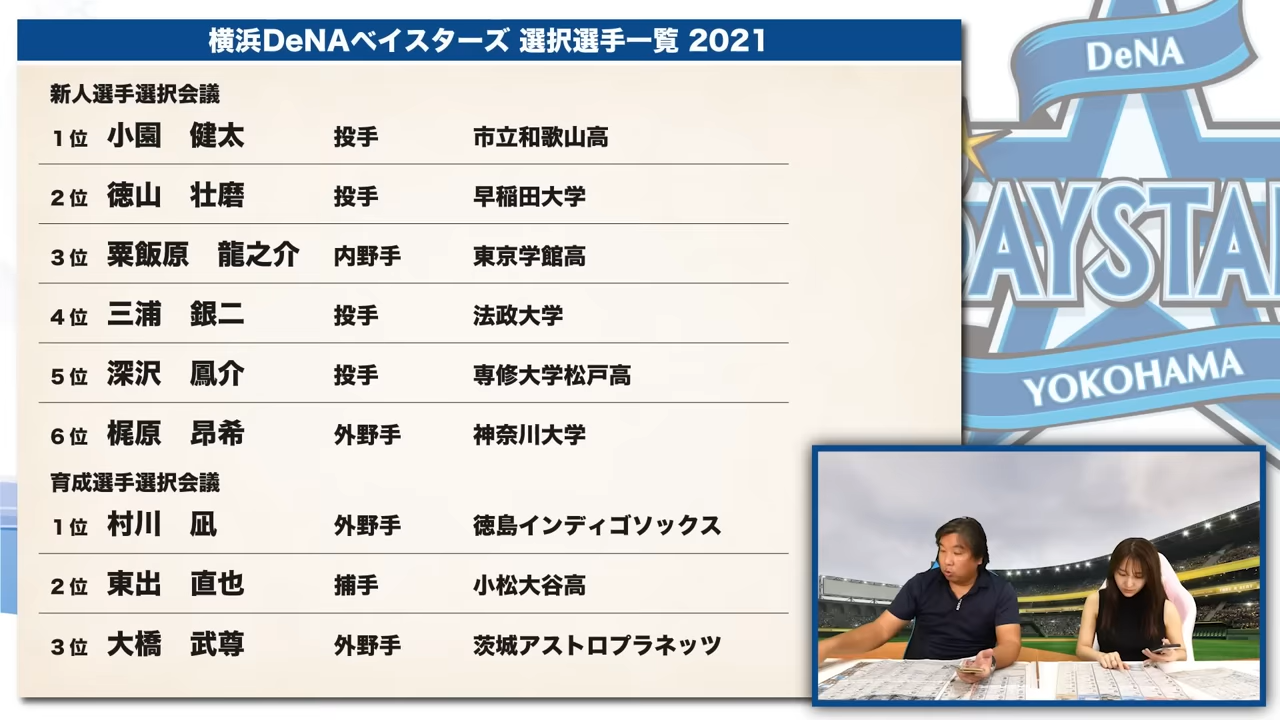 横浜DeNAベイスターズ 選択選手一覧 2021
新人選手選択会議
1位 小園 健太 投手 市立和歌山高
2位 徳山 壮磨 投手 早稲田大学
3位 粟飯原 龍之介 内野手 東京学館高
4位 三浦 銀二 投手 法政大学
5位 深沢 鳳介 投手 専修大学松戸高
6位 梶原 昂希 外野手 神奈川大学
育成選手選択会議
1位 村川 凪 外野手 徳島インディゴソックス
2位 東出 直也 捕手 小松大谷高
3位 大橋 武尊 外野手 茨城アストロプラネッツ
DeNA
AYSTA
YOKOHAMA